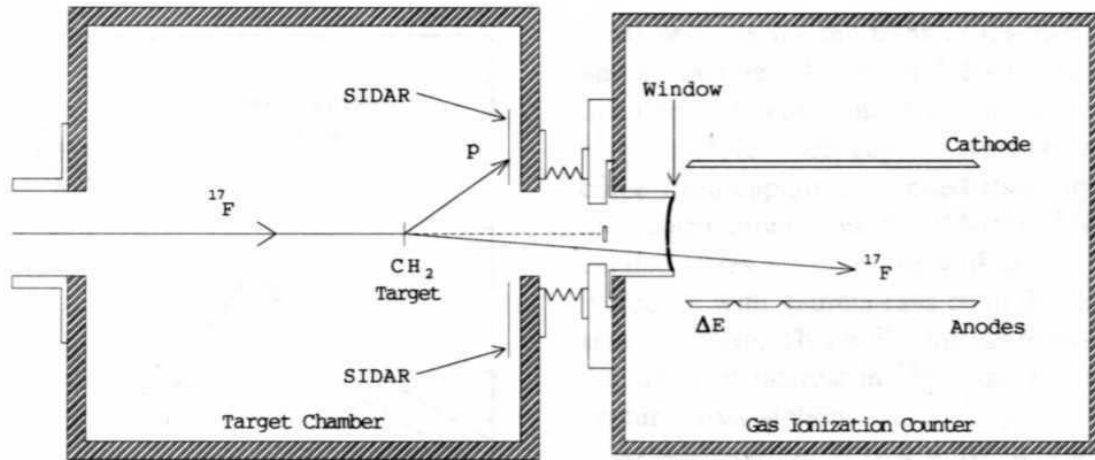 SIDAR
p
17F
CH2
Target
SIDAR
Target Chamber
Window
Cathode
17F
ΔE
Anodes
Gas Ionization Counter